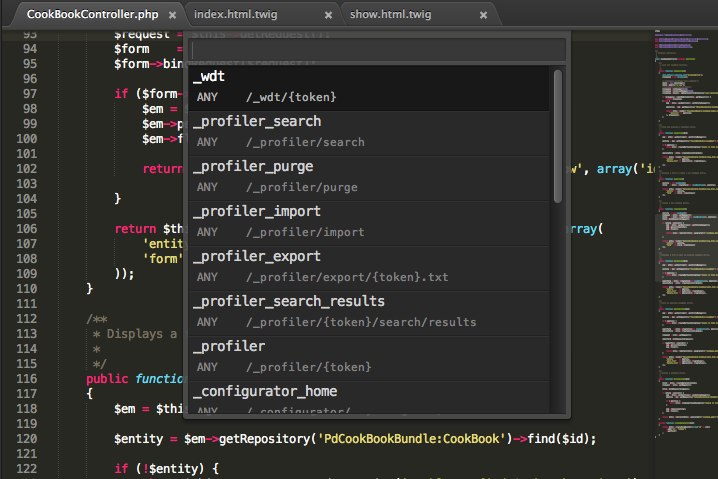 CookBookController.php × index.html.twig × show.html.twig ×
93 $request = $this->getRequest();
94 $form =
95 $form->bindRequest($request);
96
97 if ($form-
98 $em = $
99 $em->p
100 $em->f
101
102 return w', array('i
103
104 }
105
106 return $thi rray(
107 'entit
108 'form'
109 ));
110 }
111
112 /**
113 * Displays a
114 *
115 */
116 public function
117 {
118 $em = $thi
119
120 $entity = $em->getRepository('PdCookBookBundle:CookBook')->find($id);
121
122 if (!$entity) {
_wdt
ANY /_wdt/{token}
_profiler_search
ANY /_profiler/search
_profiler_purge
ANY /_profiler/purge
_profiler_import
ANY /_profiler/import
_profiler_export
ANY /_profiler/export/{token}.txt
_profiler_search_results
ANY /_profiler/{token}/search/results
_profiler
ANY /_profiler/{token}
_configurator_home
ANY /_configurator/